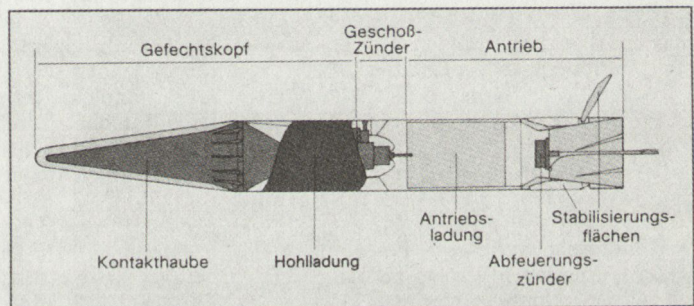 Gefechtskopf
Geschoß-
Zünder
Antrieb
Kontakthaube
Hohlladung
Antriebs-
ladung
Abfeuerungs-
zünder
Stabilisierungs-
flächen